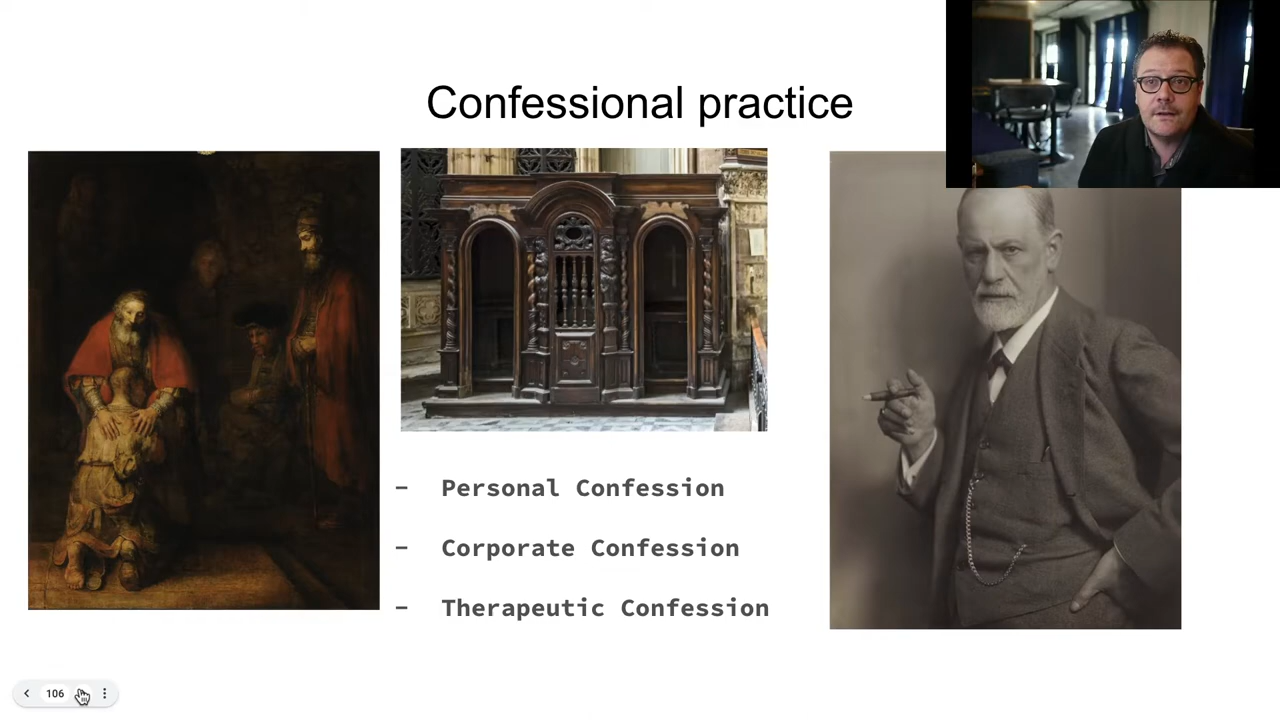 Confessional practice
- Personal Confession
- Corporate Confession
- Therapeutic Confession
106